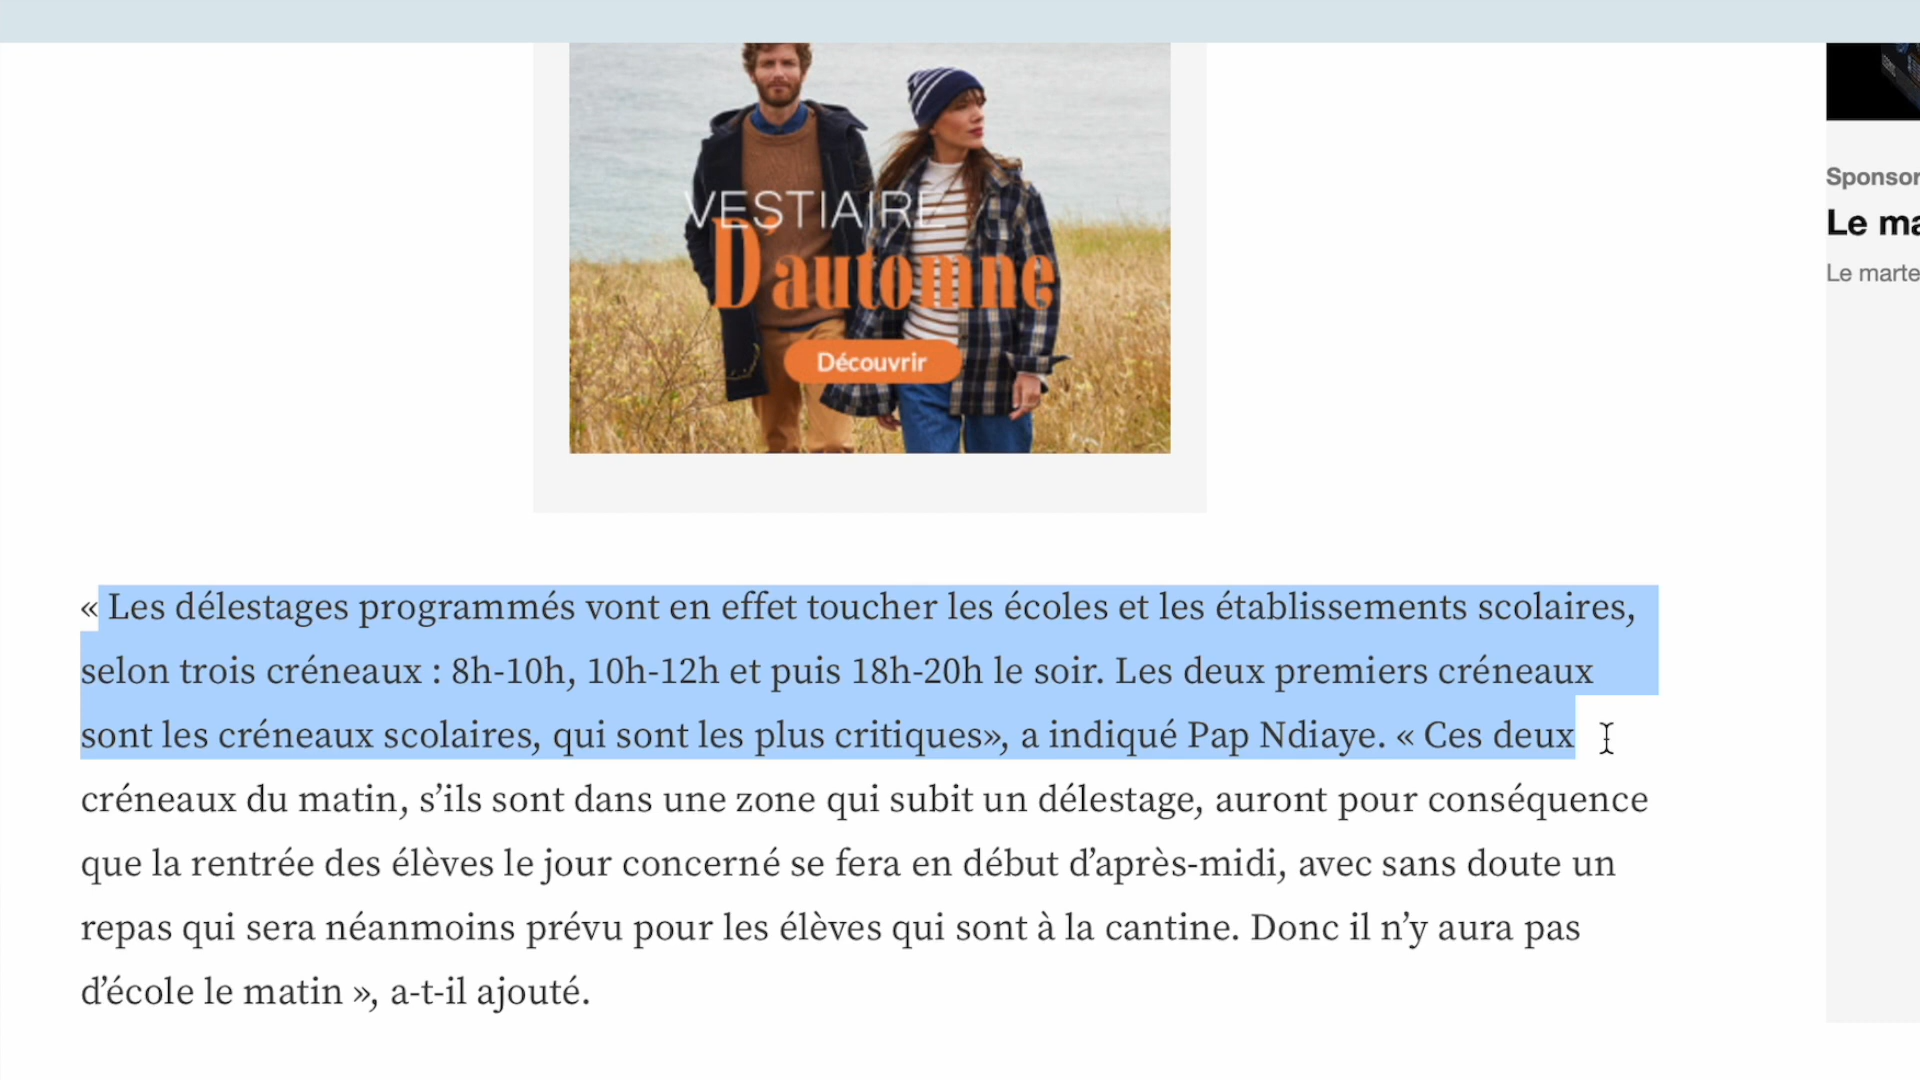 VESTIAIRE
D'automne
Découvrir
Sponsor
Le ma
Le marte
« Les délestages programmés vont en effet toucher les écoles et les établissements scolaires,
selon trois créneaux : 8h-10h, 10h-12h et puis 18h-20h le soir. Les deux premiers créneaux
sont les créneaux scolaires, qui sont les plus critiques», a indiqué Pap Ndiaye. « Ces deux
créneaux du matin, s’ils sont dans une zone qui subit un délestage, auront pour conséquence
que la rentrée des élèves le jour concerné se fera en début d’après-midi, avec sans doute un
repas qui sera néanmoins prévu pour les élèves qui sont à la cantine. Donc il n’y aura pas
d’école le matin », a-t-il ajouté.